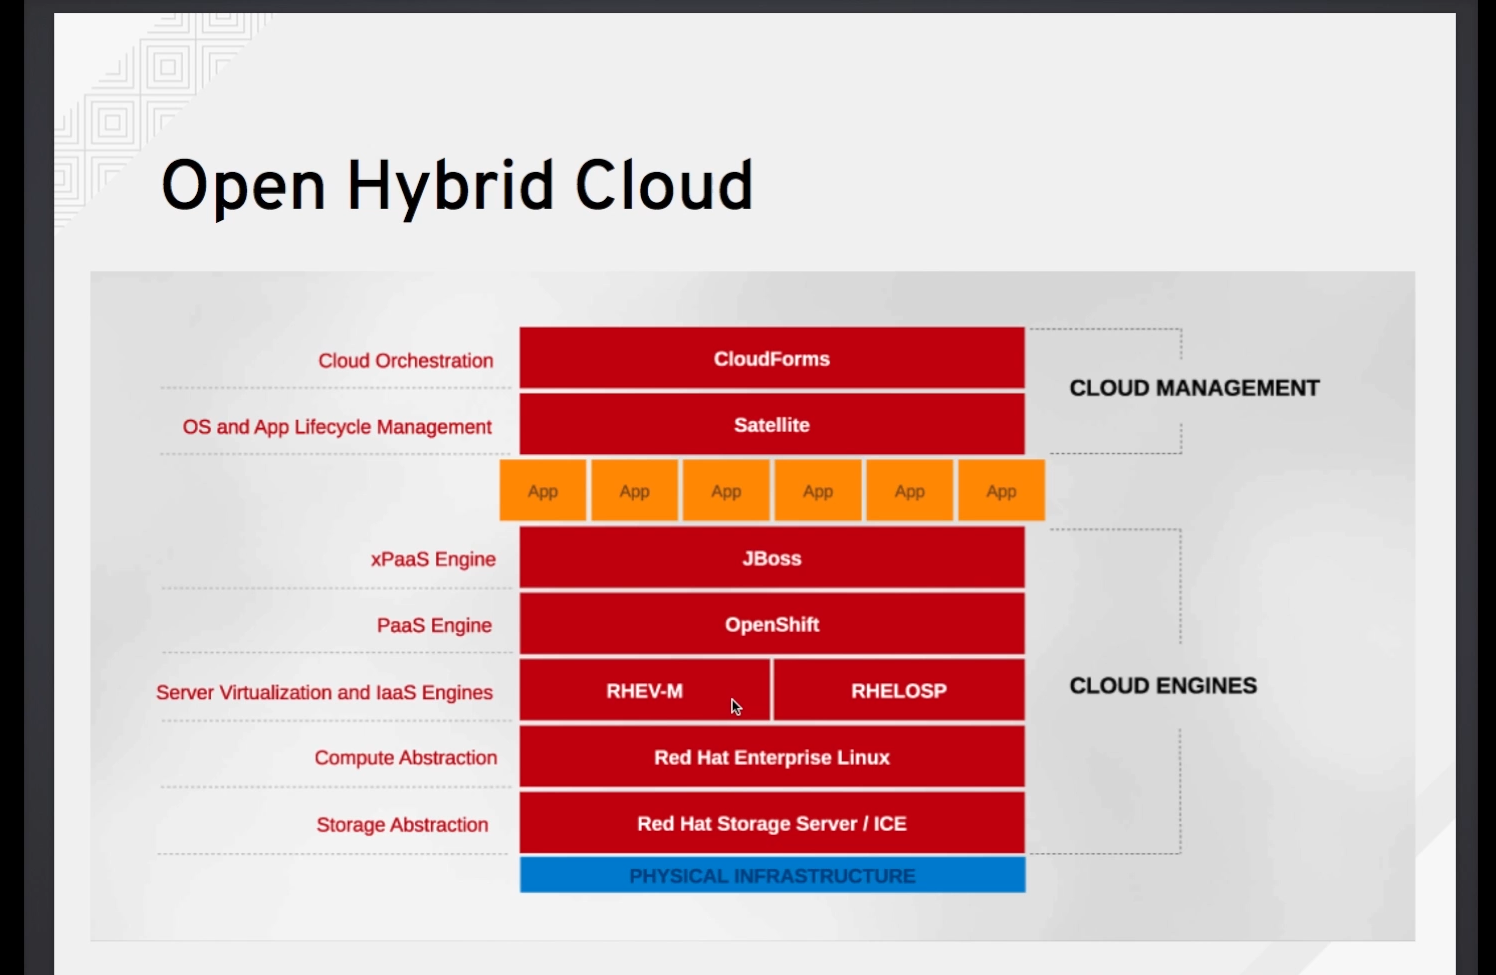 Open Hybrid Cloud
Cloud Orchestration
CloudForms
CLOUD MANAGEMENT
OS and App Lifecycle Management
Satellite
App App App App App App
xPaaS Engine
JBoss
PaaS Engine
OpenShift
Server Virtualization and IaaS Engines
RHEV-M
RHELOSP
CLOUD ENGINES
Compute Abstraction
Red Hat Enterprise Linux
Storage Abstraction
Red Hat Storage Server / ICE
PHYSICAL INFRASTRUCTURE